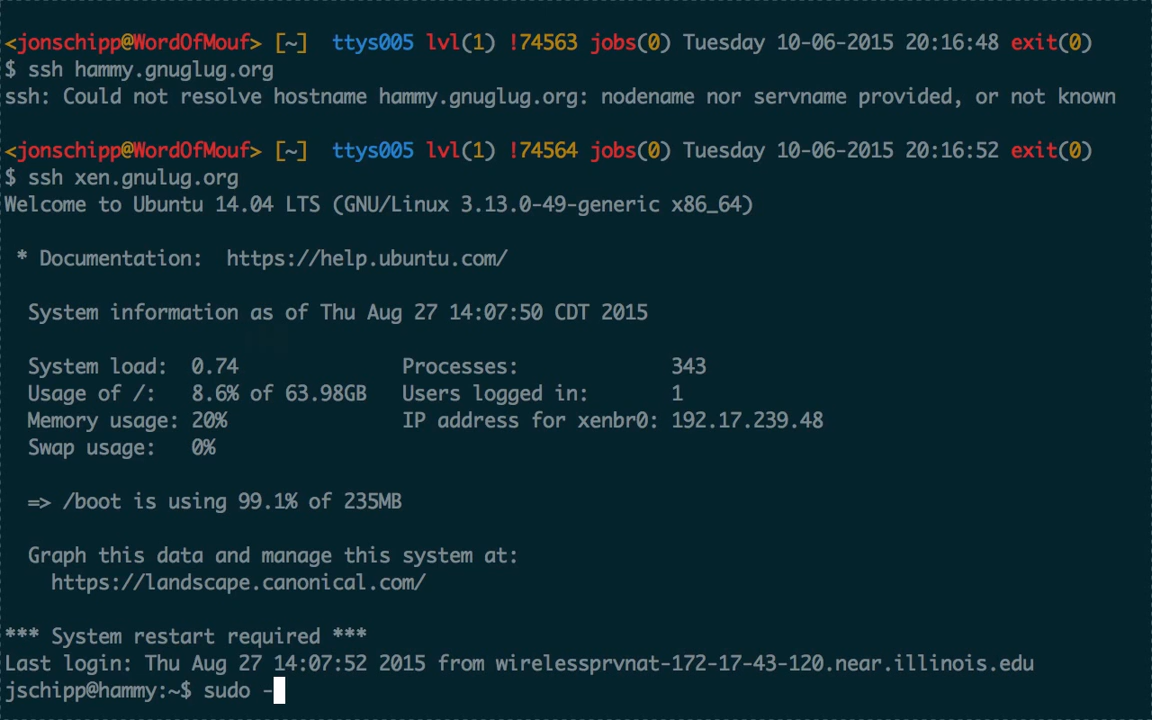 <jonschipp@WordOfMouf> [~]  ttys005 lvl(1) !74563 jobs(0) Tuesday 10-06-2015 20:16:48 exit(0)
$ ssh hammy.gnuglug.org
ssh: Could not resolve hostname hammy.gnuglug.org: nodename nor servname provided, or not known
<jonschipp@WordOfMouf> [~]  ttys005 lvl(1) !74564 jobs(0) Tuesday 10-06-2015 20:16:52 exit(0)
$ ssh xen.gnulug.org
Welcome to Ubuntu 14.04 LTS (GNU/Linux 3.13.0-49-generic x86_64)
* Documentation:  https://help.ubuntu.com/
System information as of Thu Aug 27 14:07:50 CDT 2015
System load:  0.74               Processes:             343
Usage of /:   8.6% of 63.98GB   Users logged in:       1
Memory usage: 20%               IP address for xenbr0: 192.17.239.48
Swap usage:   0%
=> /boot is using 99.1% of 235MB
Graph this data and manage this system at:
https://landscape.canonical.com/
*** System restart required ***
Last login: Thu Aug 27 14:07:52 2015 from wirelessprvnat-172-17-43-120.near.illinois.edu
jschipp@hammy:~$ sudo -